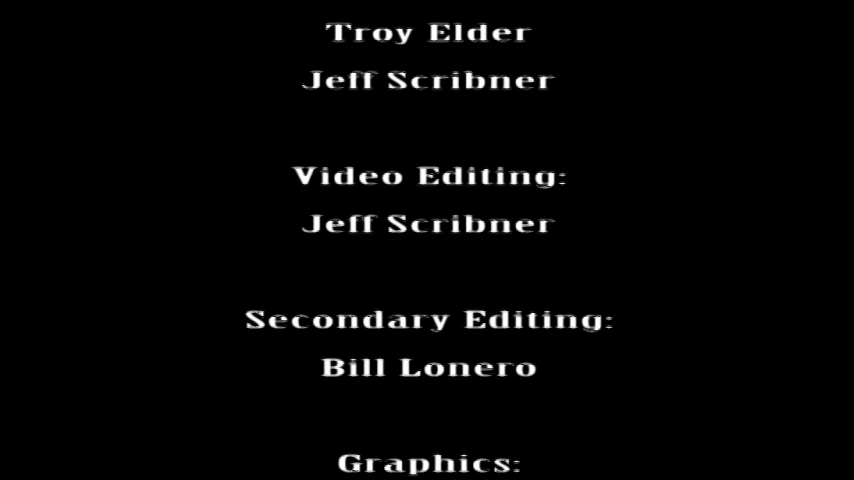 Troy Elder
Jeff Scribner
Video Editing:
Jeff Scribner
Secondary Editing:
Bill Lonero
Graphics: